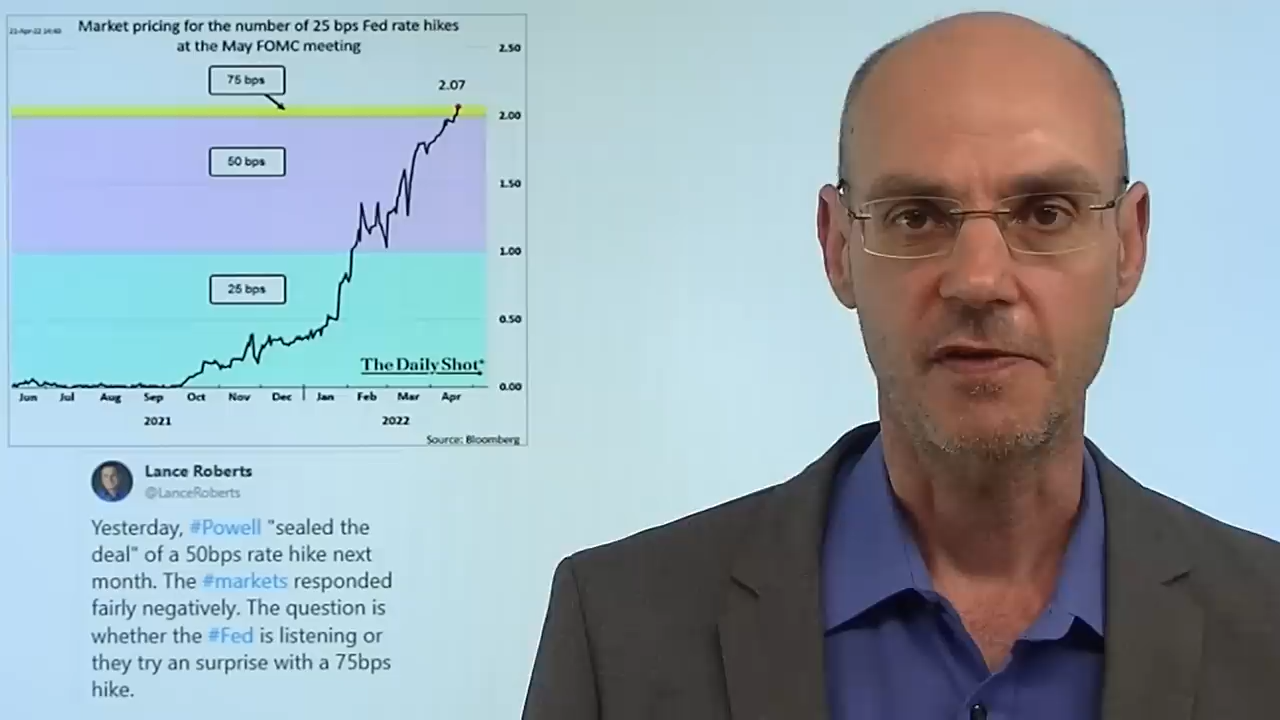 21-Apr-22
Market pricing for the number of 25 bps Fed rate hikes
at the May FOMC meeting
2.50
75 bps
2.07
2.00
50 bps
1.50
1.00
25 bps
0.50
The Daily Shot
0.00
Jun Jul Aug Sep Oct Nov Dec Jan Feb Mar Apr
2021 2022
Source: Bloomberg
Lance Roberts
@LanceRoberts
Yesterday, #Powell "sealed the
deal" of a 50bps rate hike next
month. The #markets responded
fairly negatively. The question is
whether the #Fed is listening or
they try an surprise with a 75bps
hike.